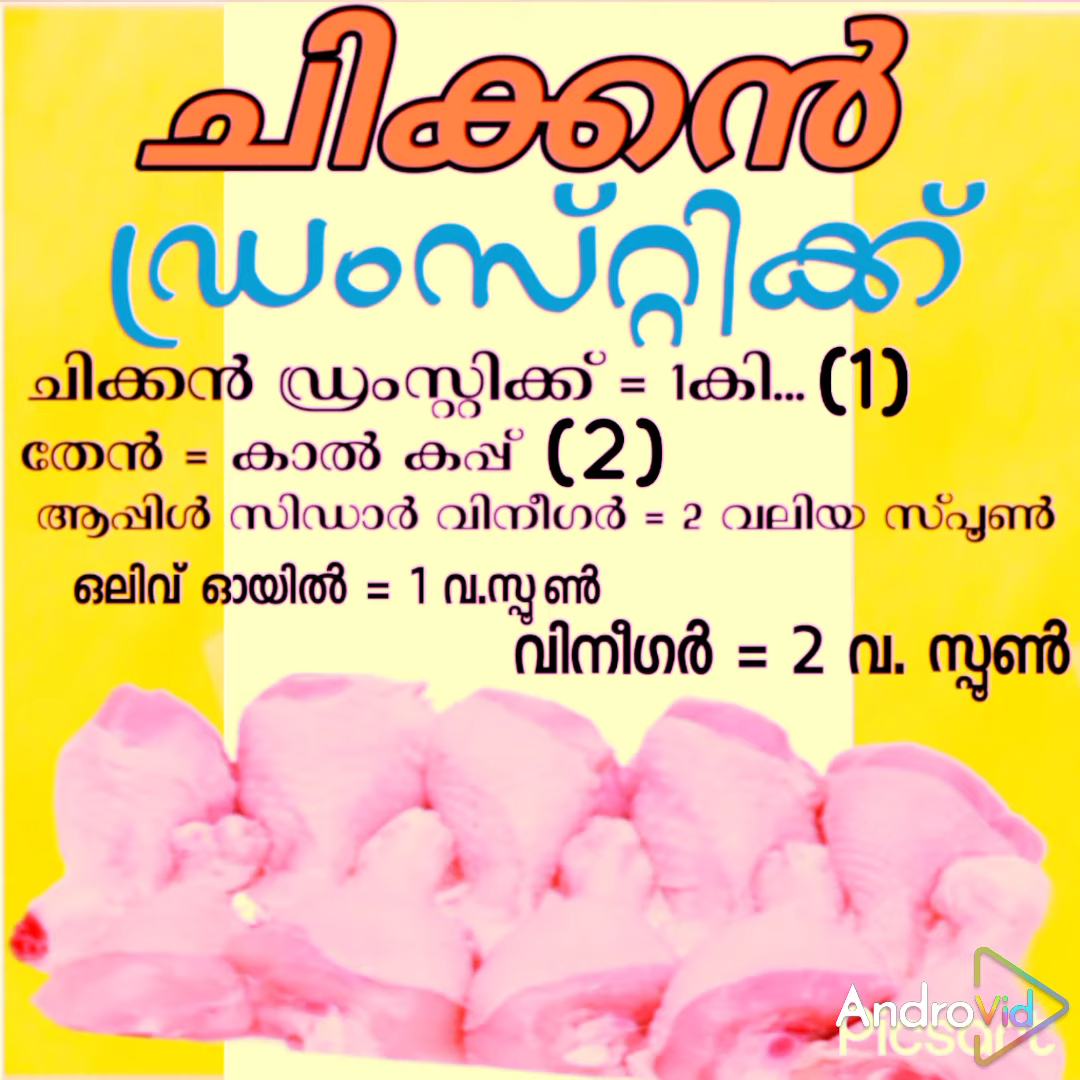 ചിക്കൻ
ഡ്രംസ്റ്റിക്ക്
ചിക്കൻ ഡ്രംസ്റ്റിക്ക് = 1കി... (1)
തേൻ = കാൽ കപ്പ് (2)
ആപ്പിൾ സിഡാർ വിനീഗർ = 2 വലിയ സ്പൂൺ
ഒലിവ് ഓയിൽ = 1 വ.സ്പൂൺ
വിനീഗർ = 2 വ. സ്പൂൺ
AndroVid
Picsart